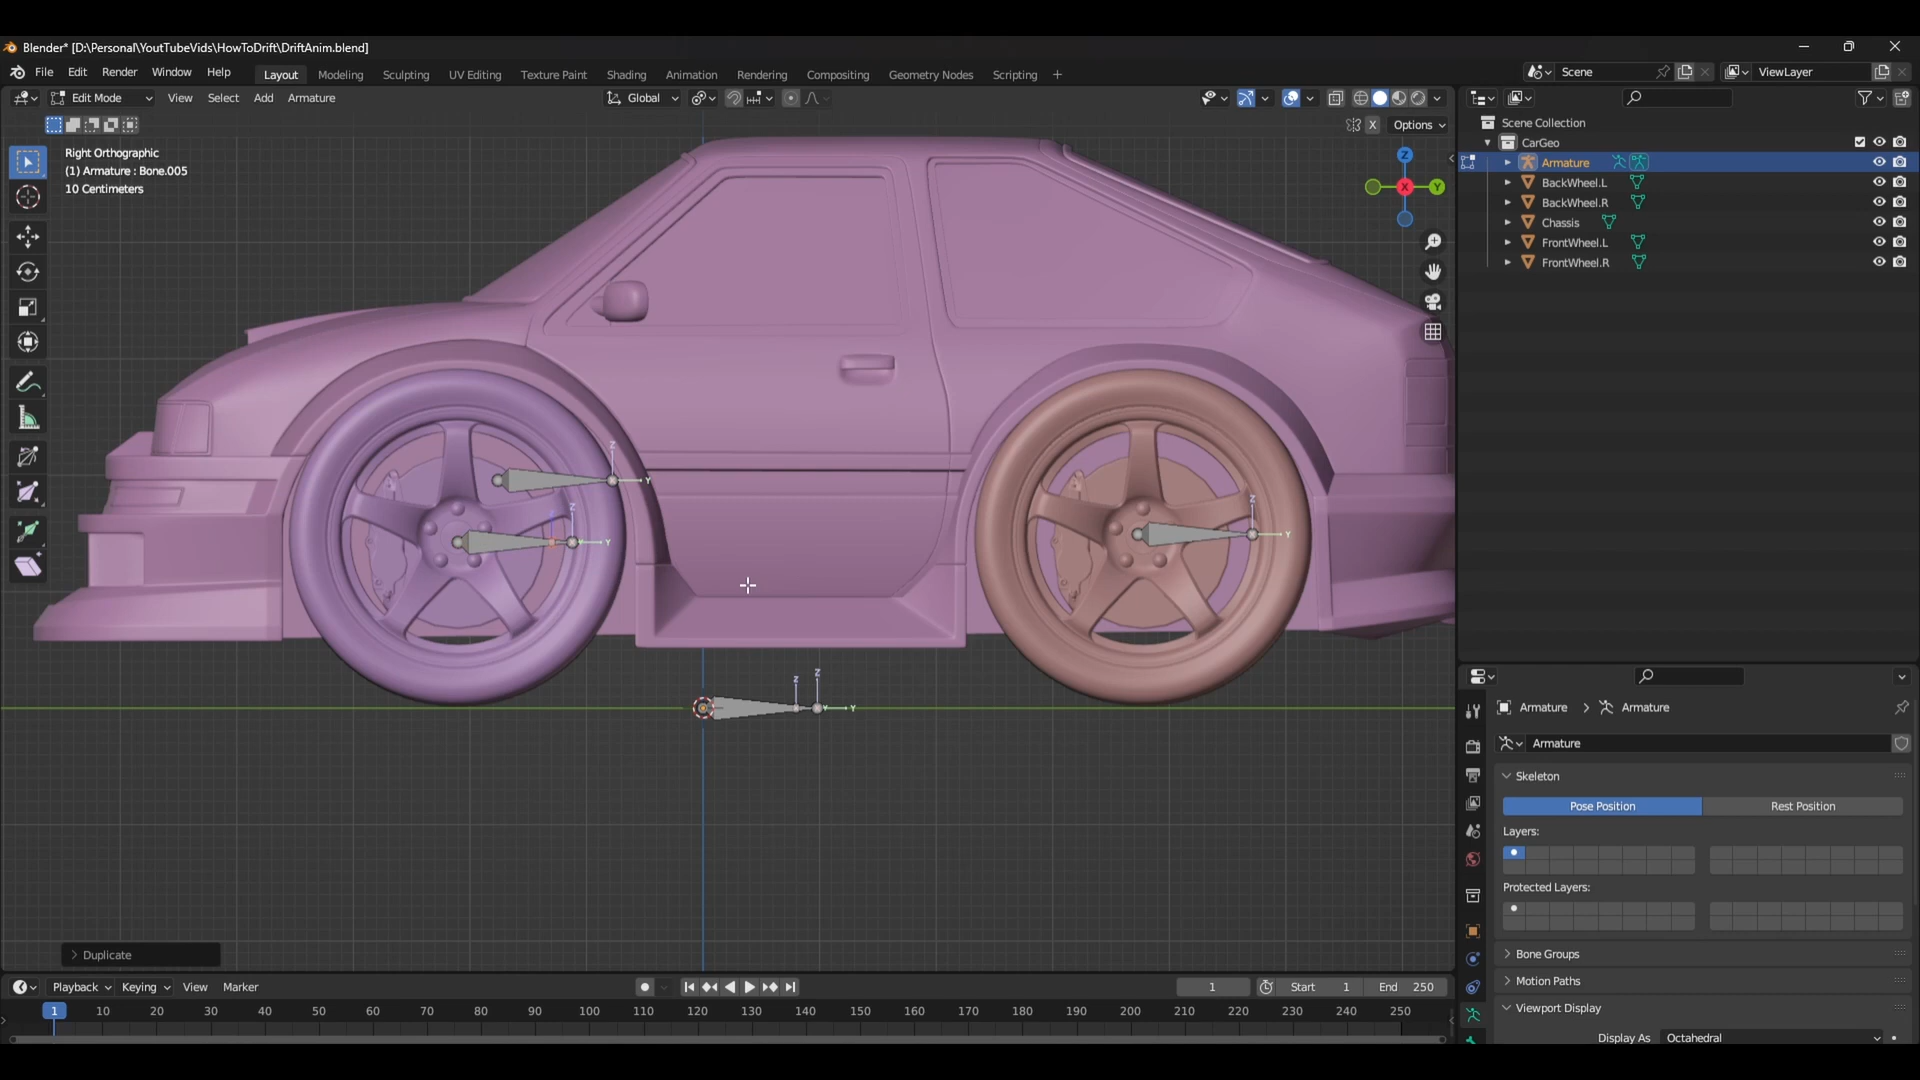 Blender* [D:\Personal\YoutTubeVids\HowToDrift\DriftAnim.blend]
File Edit Render Window Help Layout Modeling Sculpting UV Editing Texture Paint Shading Animation Rendering Compositing Geometry Nodes Scripting + Scene ViewLayer
Edit Mode View Select Add Armature Global
X Options
Right Orthographic
(1) Armature : Bone.005
10 Centimeters
Z
X
Y
Z
Y
Z
Y
Z
Y
Z
Z
Y
Y
Scene Collection
CarGeo
Armature
BackWheel.L
BackWheel.R
Chassis
FrontWheel.L
FrontWheel.R
Armature > Armature
Armature
Skeleton
Pose Position Rest Position
Layers:
Protected Layers:
Bone Groups
Motion Paths
Viewport Display
Display As Octahedral
Duplicate
Playback Keying View Marker 1 Start 1 End 250
1 10 20 30 40 50 60 70 80 90 100 110 120 130 140 150 160 170 180 190 200 210 220 230 240 250